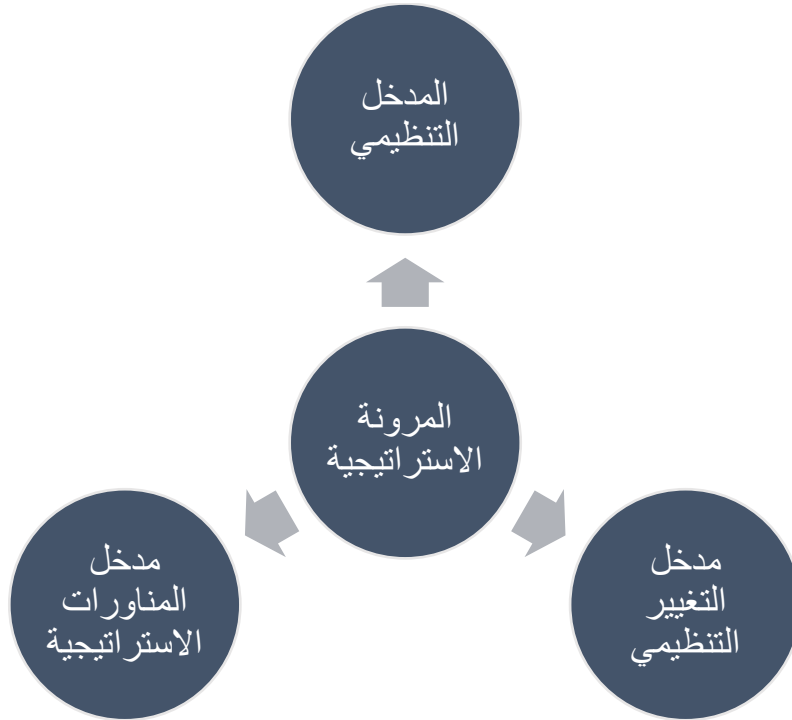 المدخل
التنظيمي
المرونة
الاستراتيجية
مدخل
التغيير
التنظيمي
مدخل
المناورات
الاستراتيجية